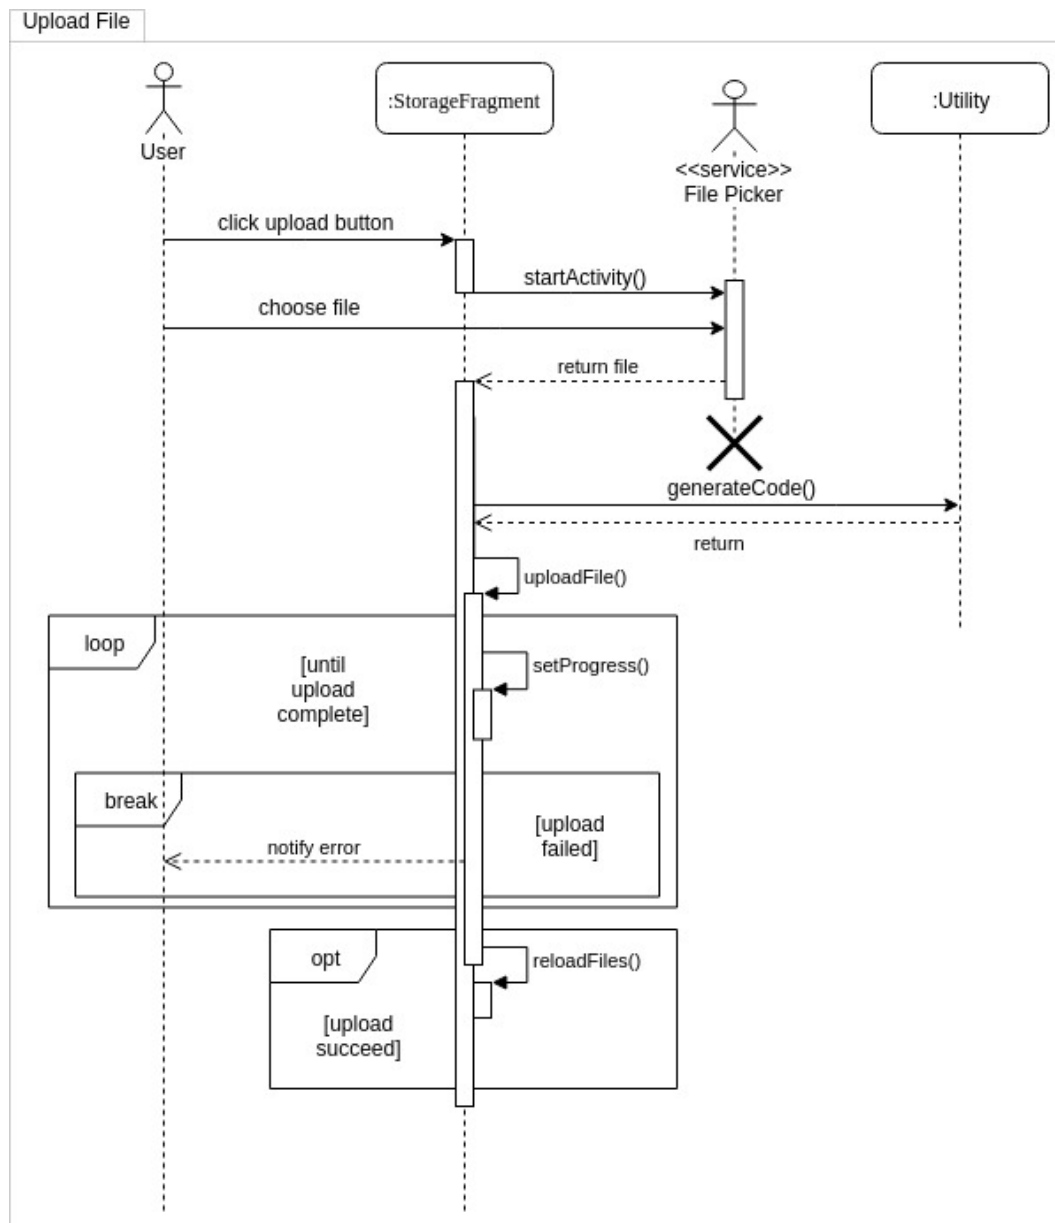 Upload File
:StorageFragment
:Utility
User
<<service>>
File Picker
click upload button
startActivity()
choose file
return file
generateCode()
return
uploadFile()
loop
[until
upload
complete]
setProgress()
break
[upload
failed]
notify error
opt
reloadFiles()
[upload
succeed]